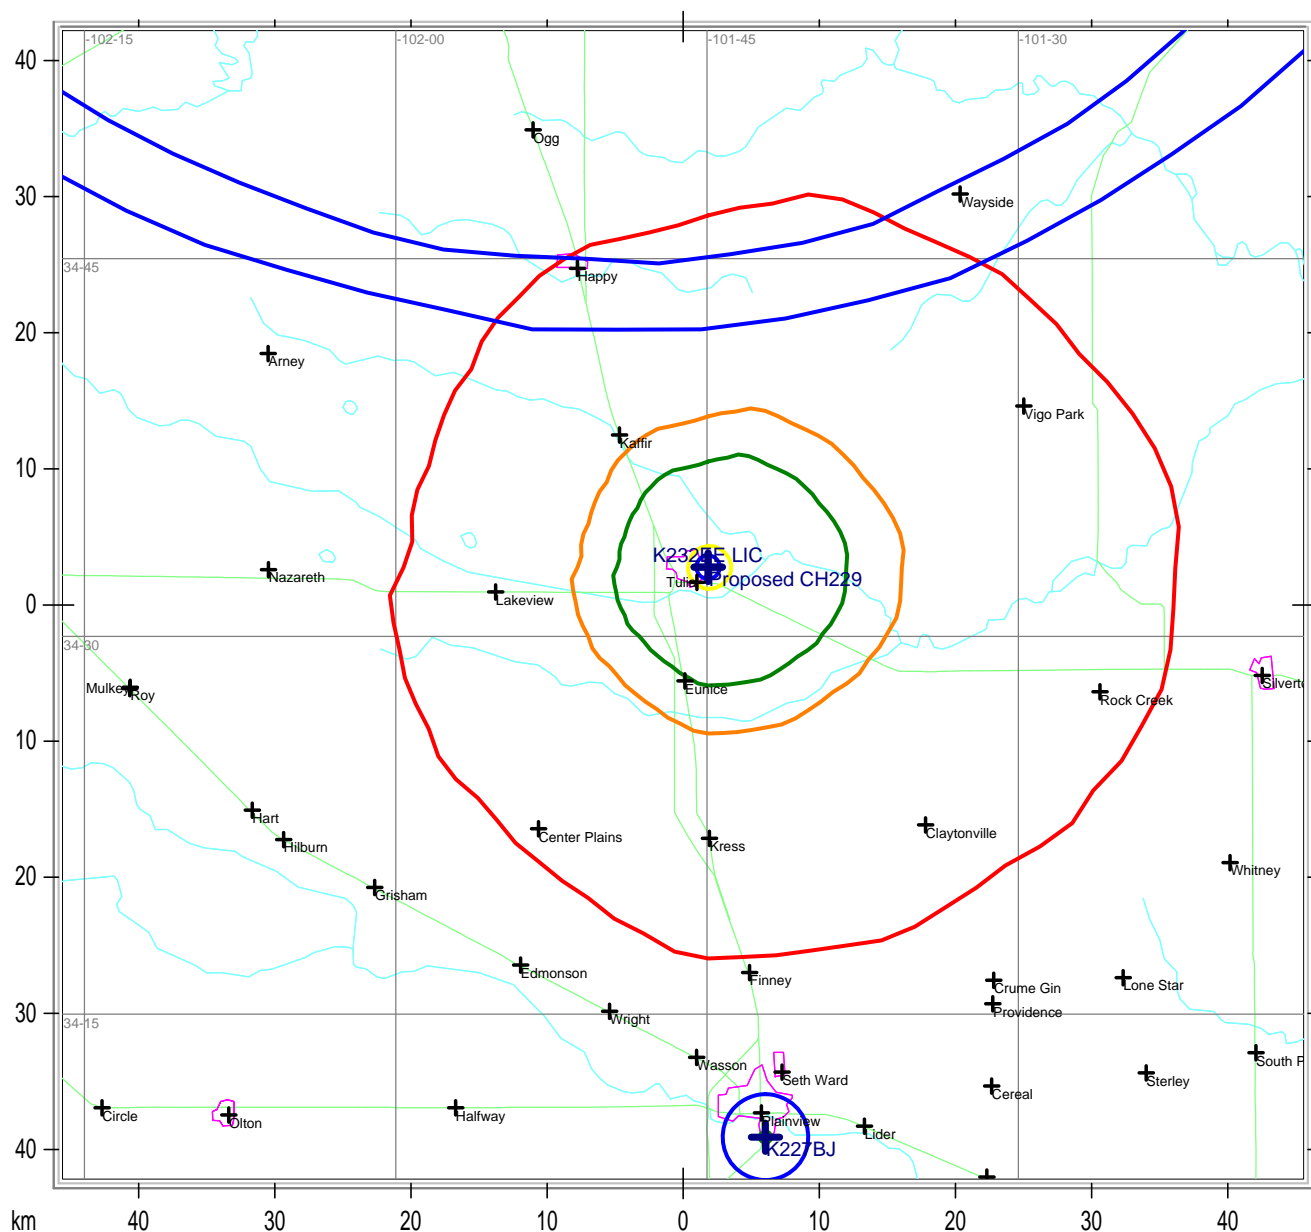 -102-15
-102-00
-101-45
-101-30
40
Ogg
30
Wayside
34-45
Happy
20
Arney
Vigo Park
10
Kaffir
K232FE LIC
Tulia
Proposed CH229
Nazareth
Lakeview
0
34-30
Eunice
Silverto
Mulke
Roy
Rock Creek
10
Hart
Center Plains
Claytonville
Hilburn
Kress
20
Whitney
Grisham
Edmonson
Finney
Crume Gin
Lone Star
30
Providence
Wright
34-15
Wasson
South P
Seth Ward
Sterley
Cereal
Circle
Halfway
Olton
Plainview
Lider
40
K227BJ
km
40
30
20
10
0
10
20
30
40